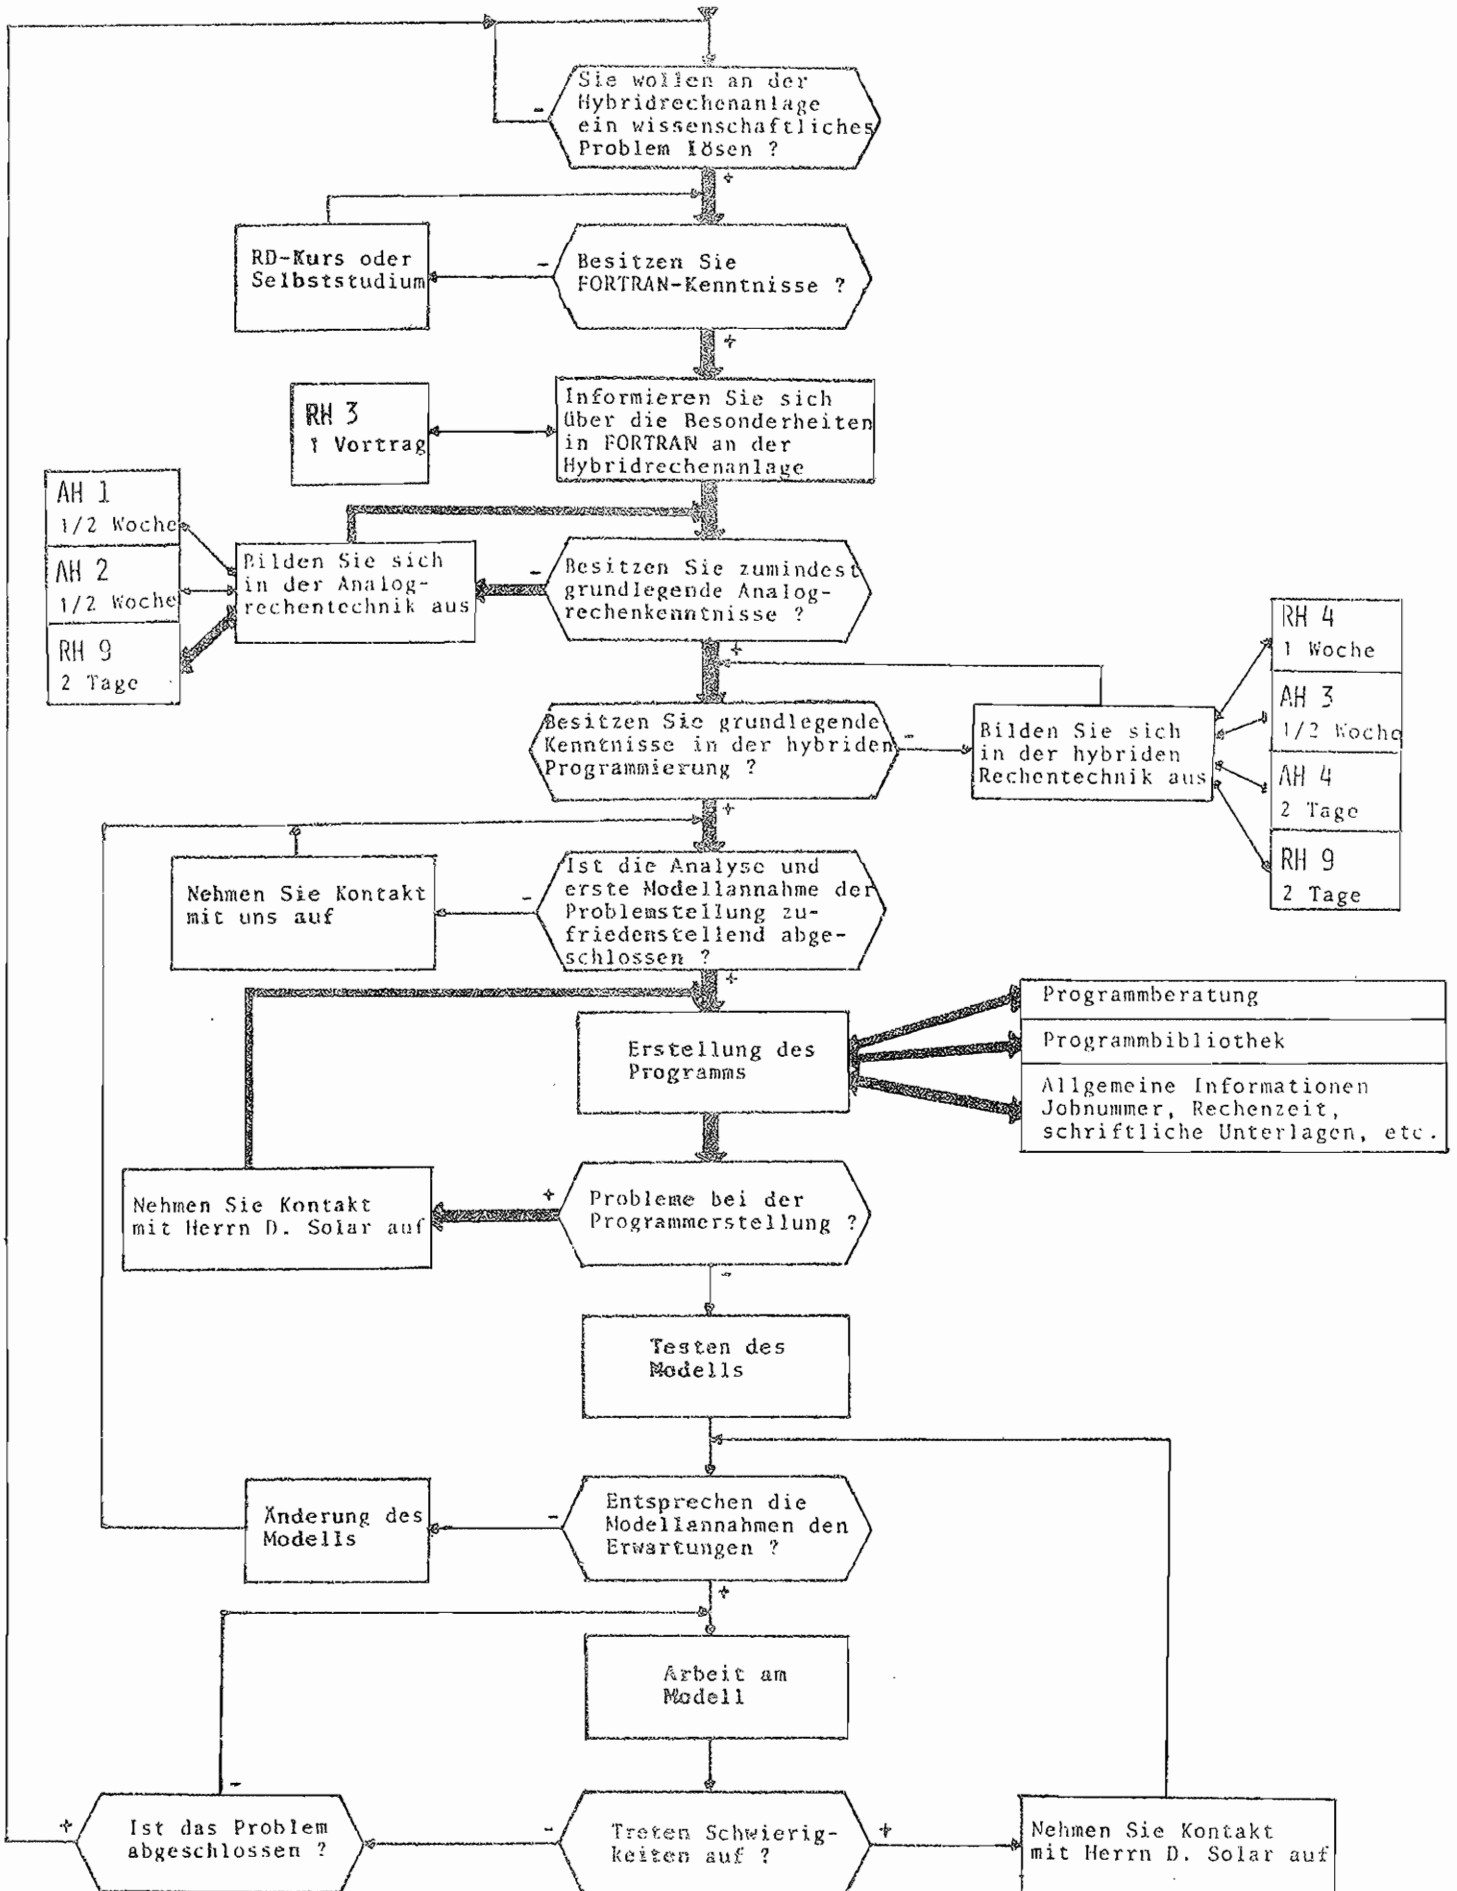 Sie wollen an der
Hybridrechenanlage
ein wissenschaftliches
Problem lösen ?
-
+
RD-Kurs oder
Selbststudium
-
Besitzen Sie
FORTRAN-Kenntnisse ?
+
RH 3
1 Vortrag
Informieren Sie sich
über die Besonderheiten
in FORTRAN an der
Hybridrechenanlage
AH 1
1/2 Woche
AH 2
1/2 Woche
RH 9
2 Tage
Bilden Sie sich
in der Analog-
rechentechnik aus
-
Besitzen Sie zumindest
grundlegende Analog-
rechenkenntnisse ?
+
Besitzen Sie grundlegende
Kenntnisse in der hybriden
Programmierung ?
-
+
Bilden Sie sich
in der hybriden
Rechentechnik aus
RH 4
1 Woche
AH 3
1/2 Woche
AH 4
2 Tage
RH 9
2 Tage
Nehmen Sie Kontakt
mit uns auf
-
Ist die Analyse und
erste Modellannahme der
Problemstellung zu-
friedenstellend abge-
schlossen ?
+
Erstellung des
Programms
Programmberatung
Programmbibliothek
Allgemeine Informationen
Jobnummer, Rechenzeit,
schriftliche Unterlagen, etc.
Nehmen Sie Kontakt
mit Herrn D. Solar auf
+
Probleme bei der
Programmerstellung ?
-
Testen des
Modells
Änderung des
Modells
-
Entsprechen die
Modellannahmen den
Erwartungen ?
+
Arbeit am
Modell
-
+
Ist das Problem
abgeschlossen ?
-
Treten Schwierig-
keiten auf ?
+
Nehmen Sie Kontakt
mit Herrn D. Solar auf